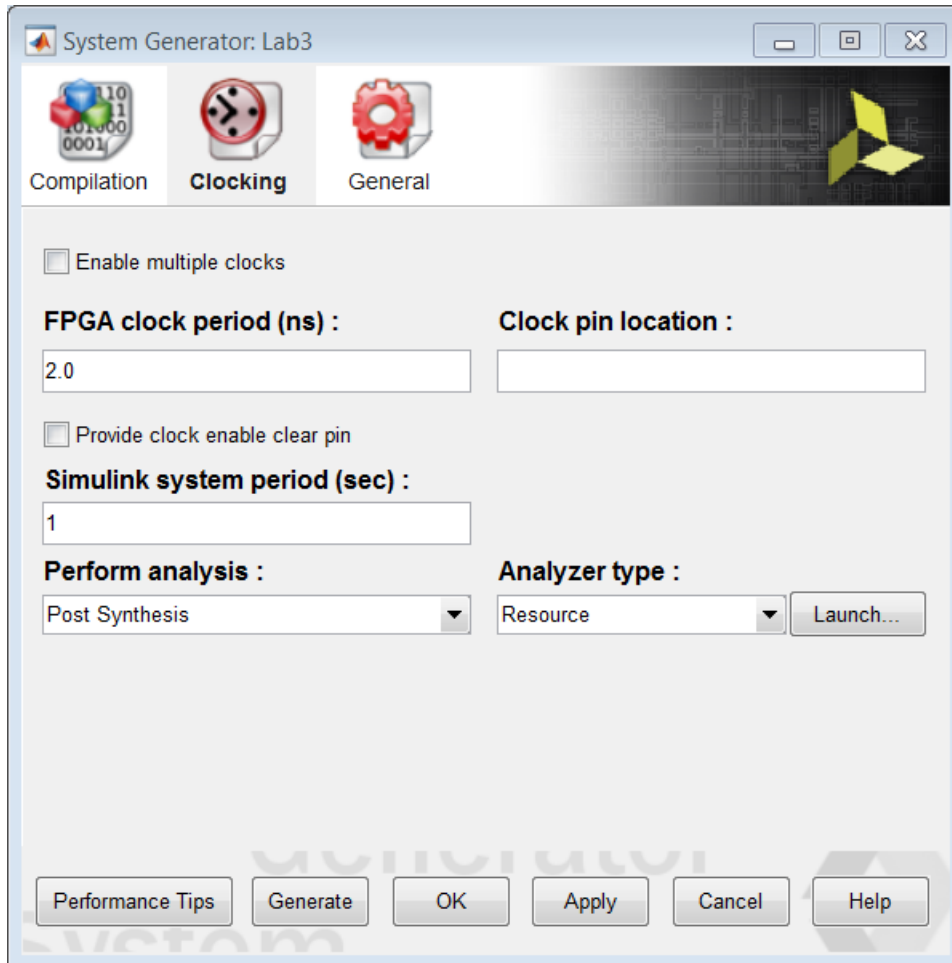 System Generator: Lab3
Compilation
Clocking
General
Enable multiple clocks
FPGA clock period (ns) :
Clock pin location :
2.0
Provide clock enable clear pin
Simulink system period (sec) :
1
Perform analysis :
Analyzer type :
Post Synthesis
Resource
Launch...
Generator
System
Performance Tips
Generate
OK
Apply
Cancel
Help